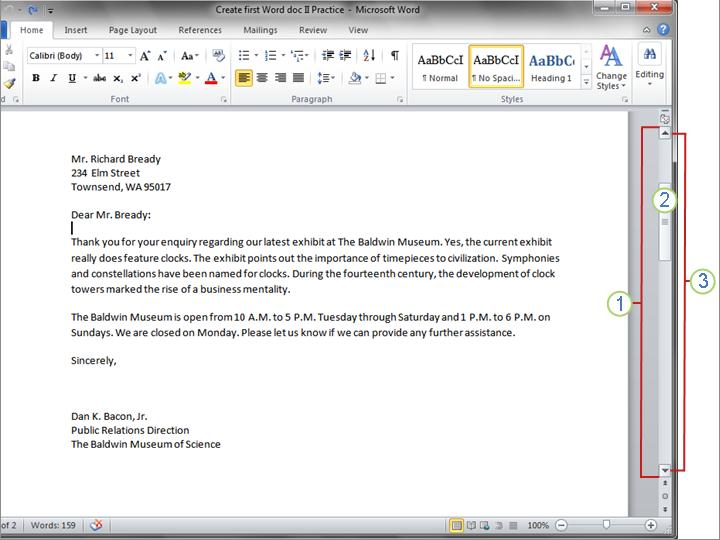 Create first Word doc II Practice - Microsoft Word
Home Insert Page Layout References Mailings Review View
Calibri (Body) 11 Aa A A AaBbCcI AaBbCcI AaBbCc
B I U abc x₂ x² A ab A ¶ Normal ¶ No Spaci... Heading 1 Change Styles Editing
Font Paragraph Styles
Mr. Richard Bready
234 Elm Street
Townsend, WA 95017
Dear Mr. Bready:
Thank you for your enquiry regarding our latest exhibit at The Baldwin Museum. Yes, the current exhibit
really does feature clocks. The exhibit points out the importance of timepieces to civilization. Symphonies
and constellations have been named for clocks. During the fourteenth century, the development of clock
towers marked the rise of a business mentality.
The Baldwin Museum is open from 10 A.M. to 5 P.M. Tuesday through Saturday and 1 P.M. to 6 P.M. on
Sundays. We are closed on Monday. Please let us know if we can provide any further assistance.
Sincerely,
Dan K. Bacon, Jr.
Public Relations Direction
The Baldwin Museum of Science
1
2
3
of 2 Words: 159 100%